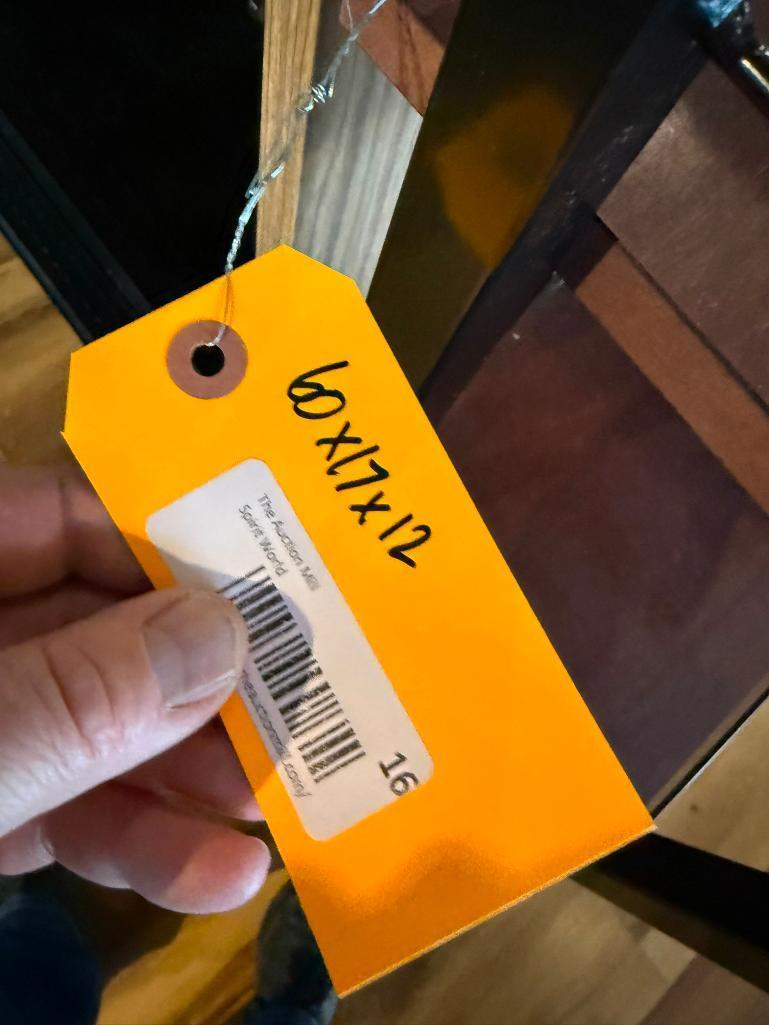 60x17x12
The Auction Mill
Spirit World
16